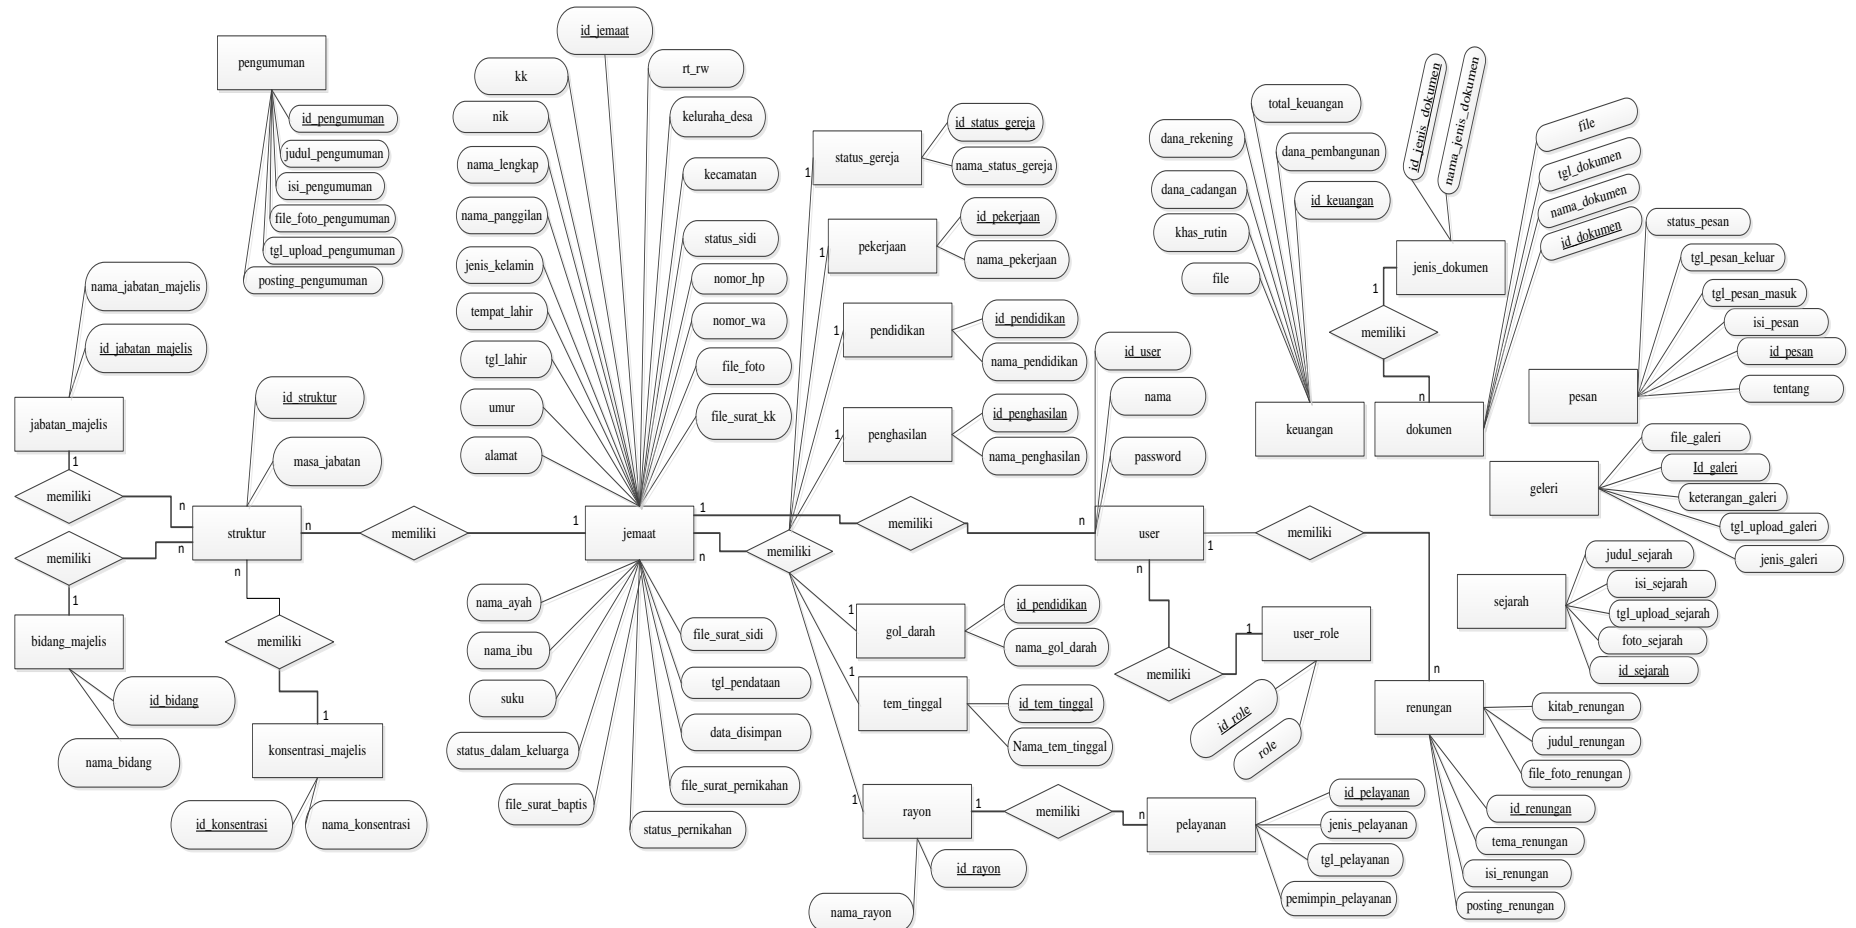 pengumuman
id_pengumuman
judul_pengumuman
isi_pengumuman
file_foto_pengumuman
tgl_upload_pengumuman
posting_pengumuman
nama_jabatan_majelis
id_jabatan_majelis
jabatan_majelis
1
memiliki
n
id_struktur
masa_jabatan
struktur
n
memiliki
n
1
bidang_majelis
id_bidang
nama_bidang
n
memiliki
1
konsentrasi_majelis
id_konsentrasi
nama_konsentrasi
memiliki
1
id_jemaat
kk
nik
nama_lengkap
nama_panggilan
jenis_kelamin
tempat_lahir
tgl_lahir
umur
alamat
rt_rw
keluraha_desa
kecamatan
status_sidi
nomor_hp
nomor_wa
file_foto
file_surat_kk
jemaat
1
n
nama_ayah
nama_ibu
suku
status_dalam_keluarga
file_surat_baptis
file_surat_sidi
tgl_pendataan
data_disimpan
file_surat_pernikahan
status_pernikahan
memiliki
1
status_gereja
id_status_gereja
nama_status_gereja
1
pekerjaan
id_pekerjaan
nama_pekerjaan
1
pendidikan
id_pendidikan
nama_pendidikan
1
penghasilan
id_penghasilan
nama_penghasilan
1
gol_darah
id_pendidikan
nama_gol_darah
1
tem_tinggal
id_tem_tinggal
Nama_tem_tinggal
1
rayon
id_rayon
nama_rayon
1
memiliki
n
pelayanan
id_pelayanan
jenis_pelayanan
tgl_pelayanan
pemimpin_pelayanan
memiliki
n
id_user
nama
password
user
1
n
memiliki
1
user_role
id_role
role
memiliki
n
renungan
kitab_renungan
judul_renungan
file_foto_renungan
id_renungan
tema_renungan
isi_renungan
posting_renungan
total_keuangan
dana_rekening
dana_pembangunan
dana_cadangan
id_keuangan
khas_rutin
file
keuangan
id_jenis_dokumen
nama_jenis_dokumen
jenis_dokumen
1
memiliki
n
dokumen
file
tgl_dokumen
nama_dokumen
id_dokumen
status_pesan
tgl_pesan_keluar
tgl_pesan_masuk
isi_pesan
id_pesan
tentang
pesan
file_galeri
Id_galeri
keterangan_galeri
tgl_upload_galeri
jenis_galeri
geleri
judul_sejarah
isi_sejarah
tgl_upload_sejarah
foto_sejarah
id_sejarah
sejarah